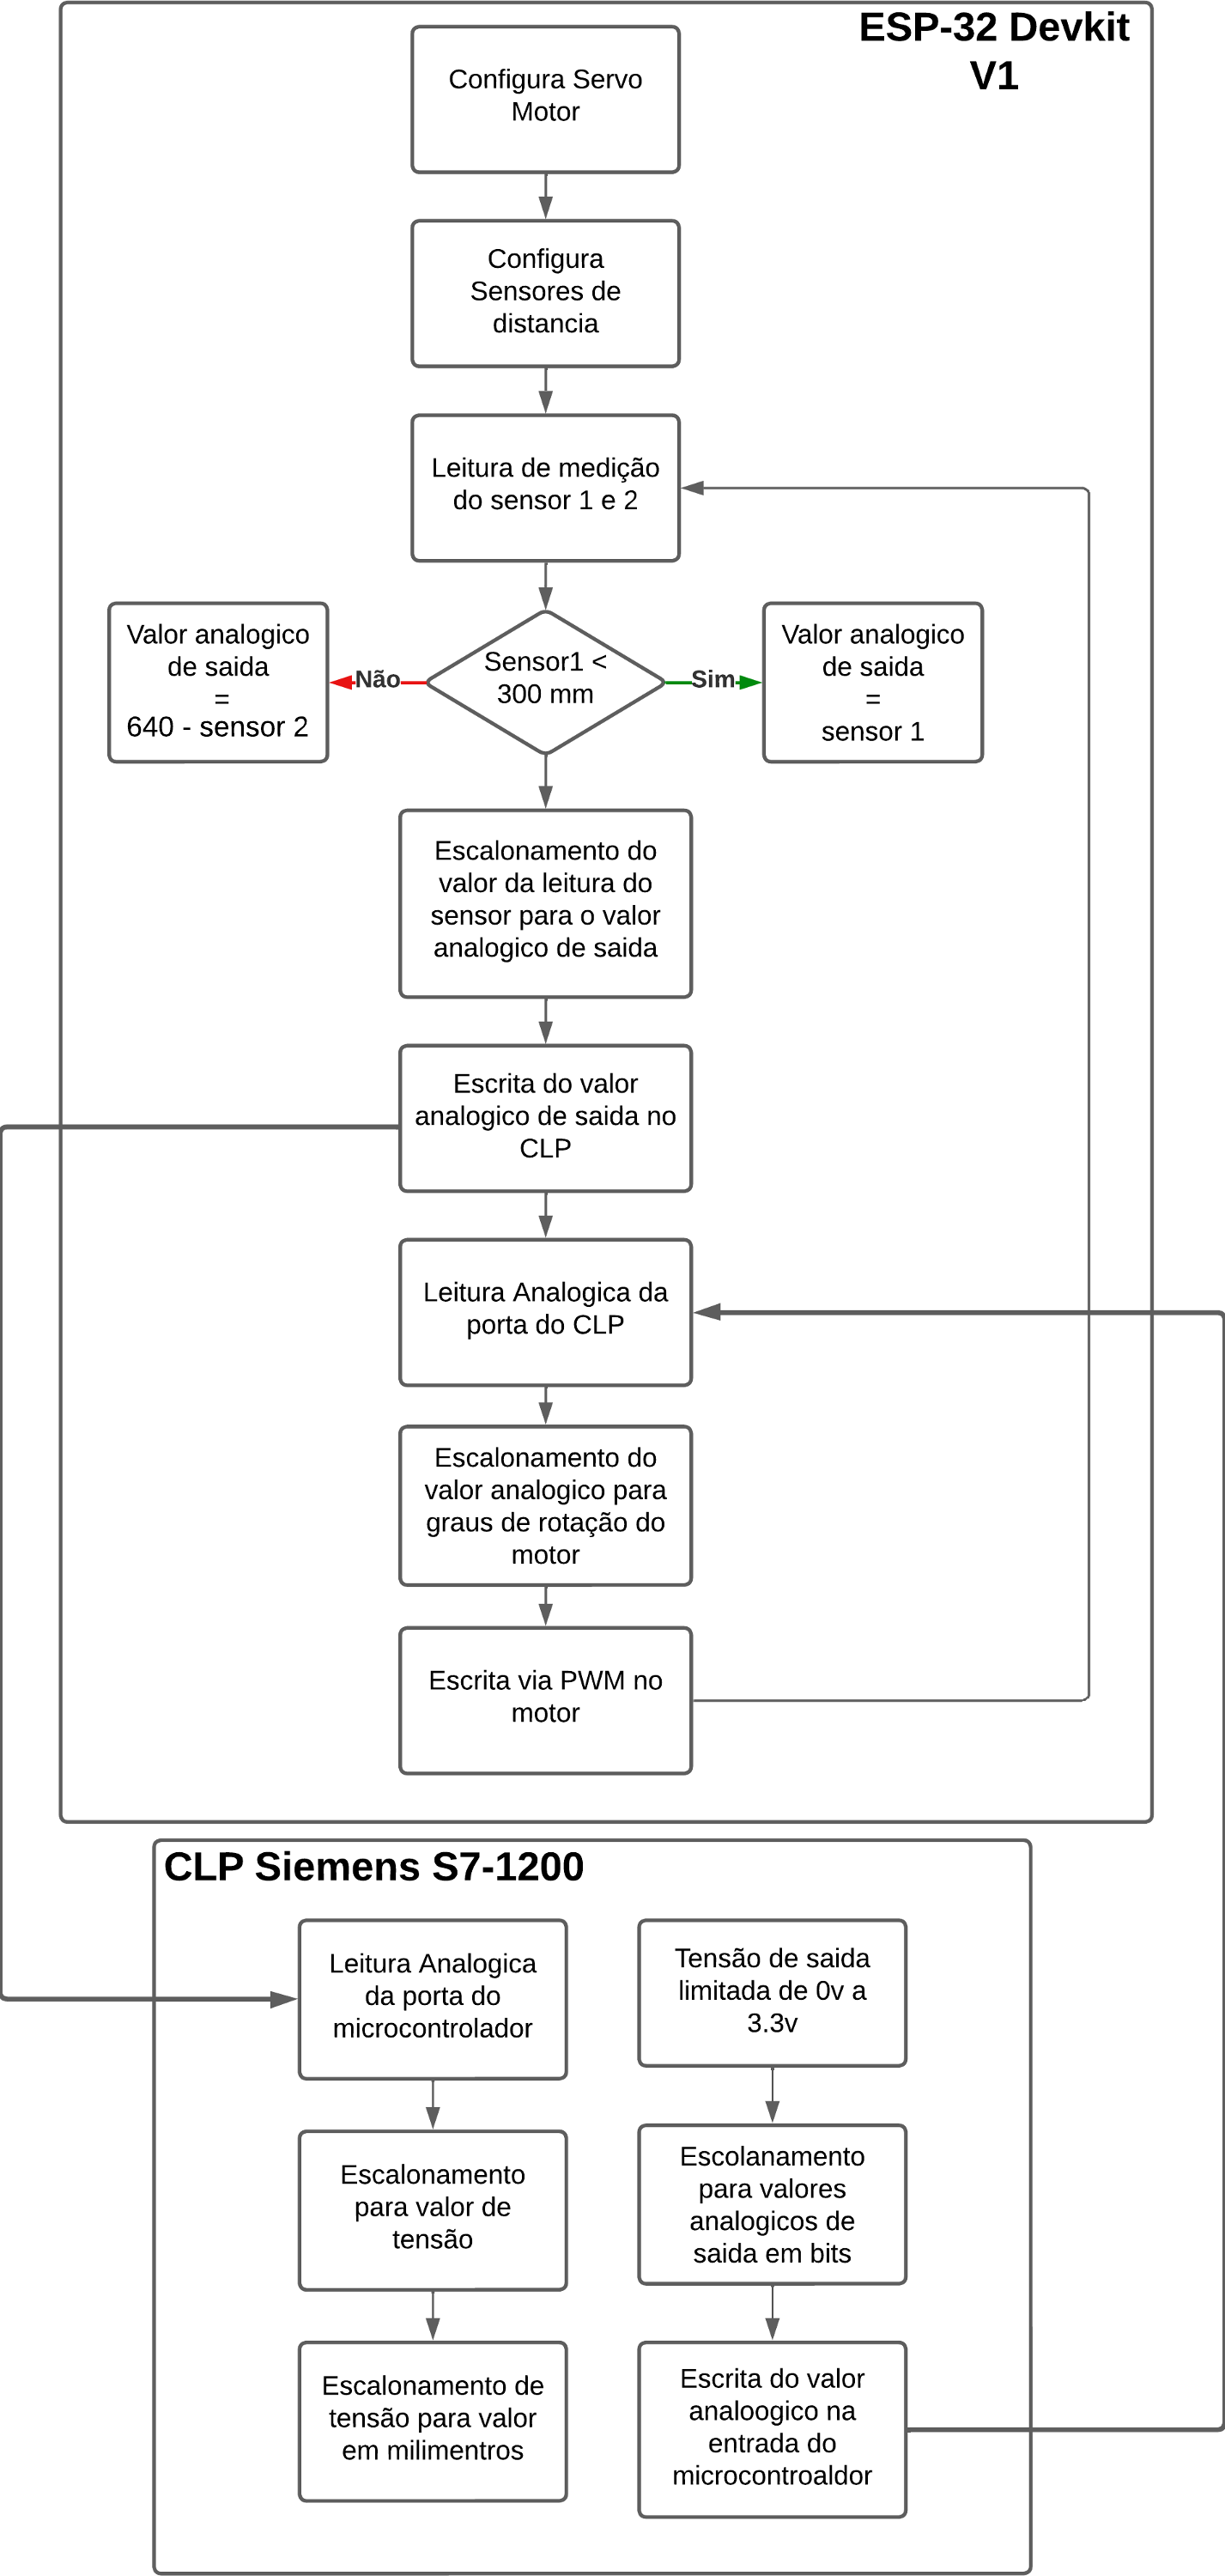 ESP-32 Devkit
V1
Configura Servo
Motor
Configura
Sensores de
distancia
Leitura de medição
do sensor 1 e 2
Valor analogico
de saida
=
640 - sensor 2
Não
Sensor1 <
300 mm
Sim
Valor analogico
de saida
=
sensor 1
Escalonamento do
valor da leitura do
sensor para o valor
analogico de saida
Escrita do valor
analogico de saida no
CLP
Leitura Analogica da
porta do CLP
Escalonamento do
valor analogico para
graus de rotação do
motor
Escrita via PWM no
motor
CLP Siemens S7-1200
Leitura Analogica
da porta do
microcontrolador
Escalonamento
para valor de
tensão
Escalonamento de
tensão para valor
em milimentros
Tensão de saida
limitada de 0v a
3.3v
Escolanamento
para valores
analogicos de
saida em bits
Escrita do valor
analoogico na
entrada do
microcontroaldor